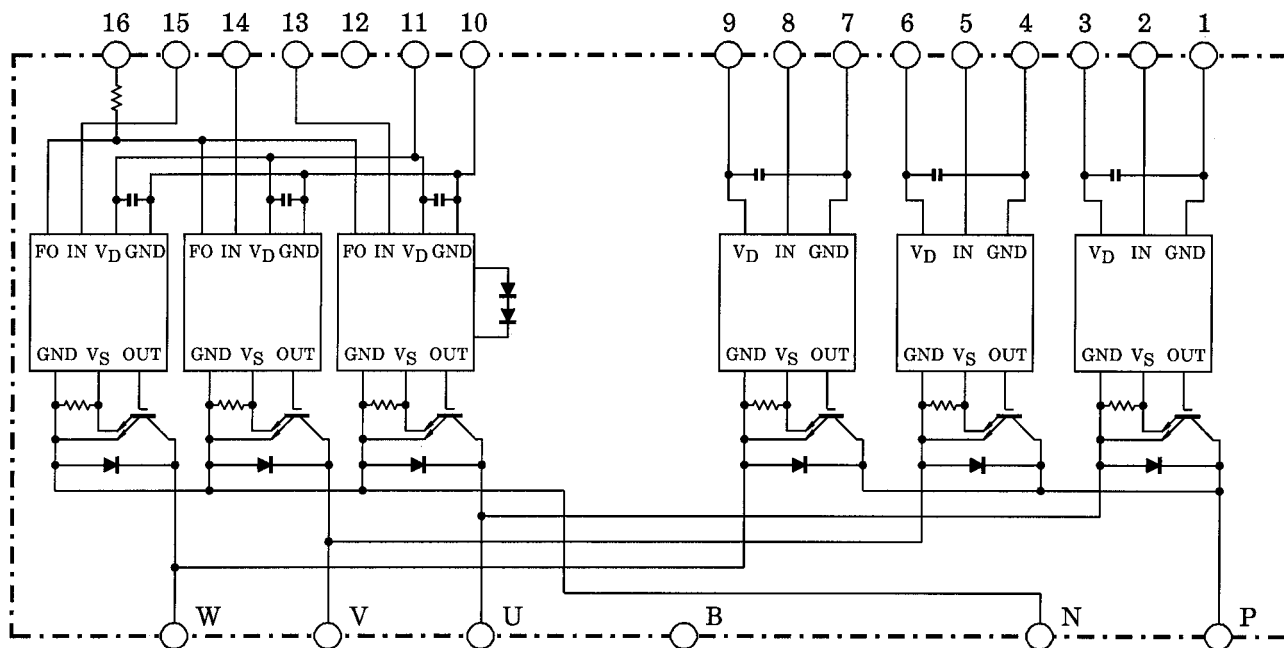 16 15 14 13 12 11 10 9 8 7 6 5 4 3 2 1
FO IN VD GND FO IN VD GND FO IN VD GND VD IN GND VD IN GND VD IN GND
GND VS OUT GND VS OUT GND VS OUT GND VS OUT GND VS OUT GND VS OUT
W V U B N P